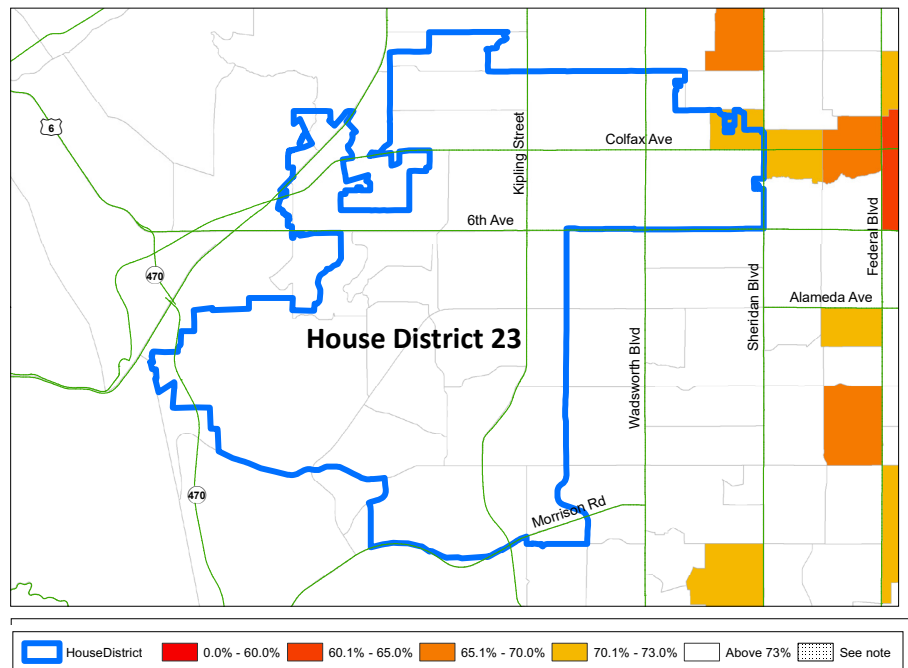 6
Colfax Ave
Kipling Street
6th Ave
Federal Blvd
470
Sheridan Blvd
Alameda Ave
House District 23
Wadsworth Blvd
470
Morrison Rd
HouseDistrict 0.0% - 60.0% 60.1% - 65.0% 65.1% - 70.0% 70.1% - 73.0% Above 73% See note